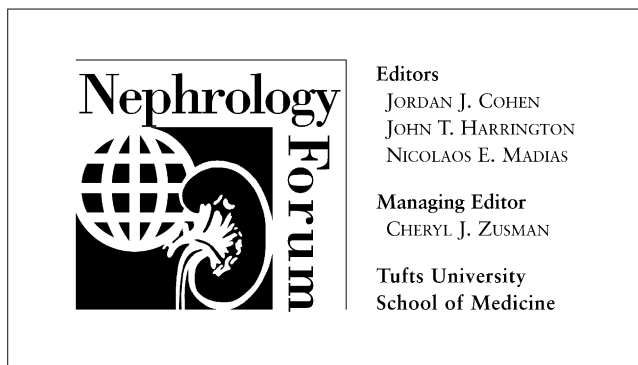 Nephrology
Forum
Editors
JORDAN J. COHEN
JOHN T. HARRINGTON
NICOLAOS E. MADIAS
Managing Editor
CHERYL J. ZUSMAN
Tufts University
School of Medicine